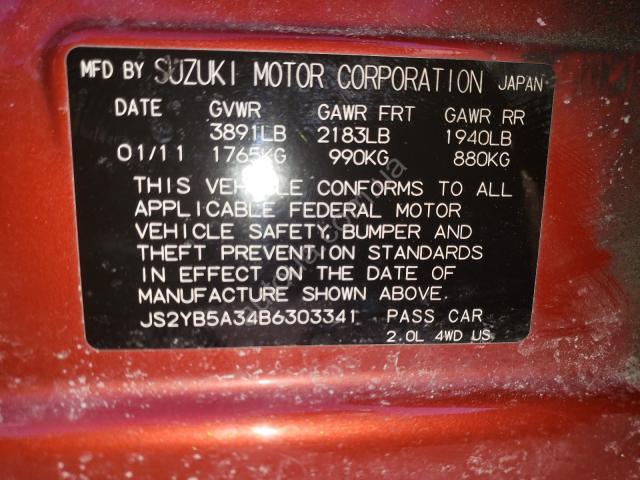 MFD BY SUZUKI MOTOR CORPORATION JAPAN
DATE GVWR GAWR FRT GAWR RR
3891LB 2183LB 1940LB
01/11 1765KG 990KG 880KG
THIS VEHICLE CONFORMS TO ALL
APPLICABLE FEDERAL MOTOR
VEHICLE SAFETY, BUMPER AND
THEFT PREVENTION STANDARDS
IN EFFECT ON THE DATE OF
MANUFACTURE SHOWN ABOVE.
JS2YB5A34B6303341 PASS CAR
2.0L 4WD US